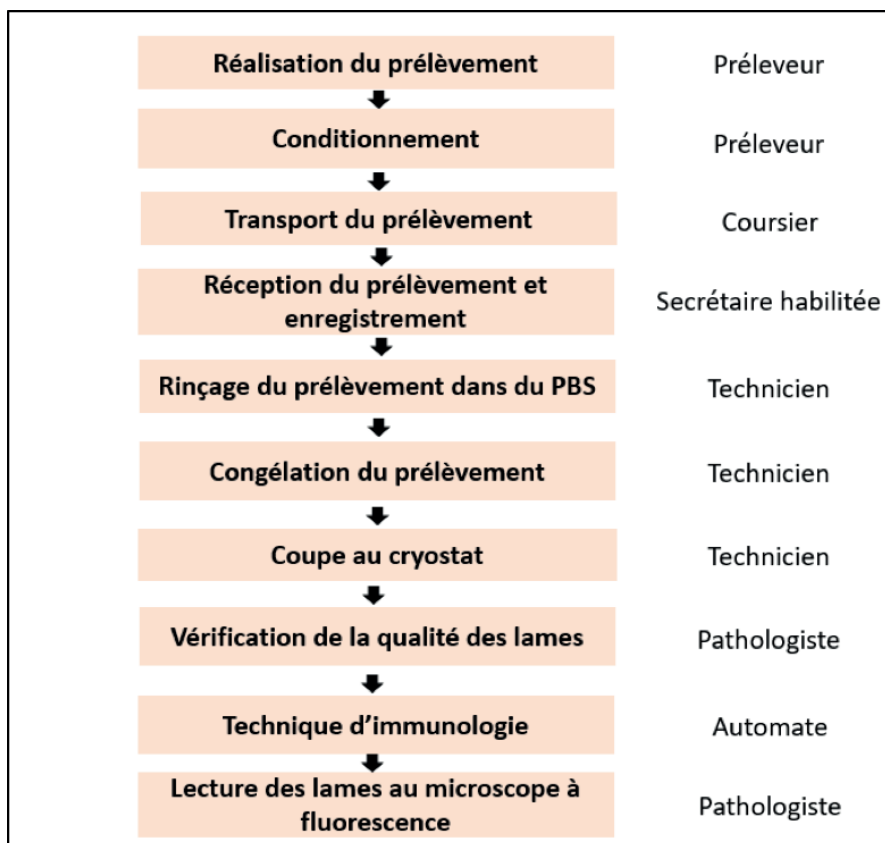 Réalisation du prélèvement
Préleveur
Conditionnement
Préleveur
Transport du prélèvement
Coursier
Réception du prélèvement et
enregistrement
Secrétaire habilitée
Rinçage du prélèvement dans du PBS
Technicien
Congélation du prélèvement
Technicien
Coupe au cryostat
Technicien
Vérification de la qualité des lames
Pathologiste
Technique d’immunologie
Automate
Lecture des lames au microscope à
fluorescence
Pathologiste